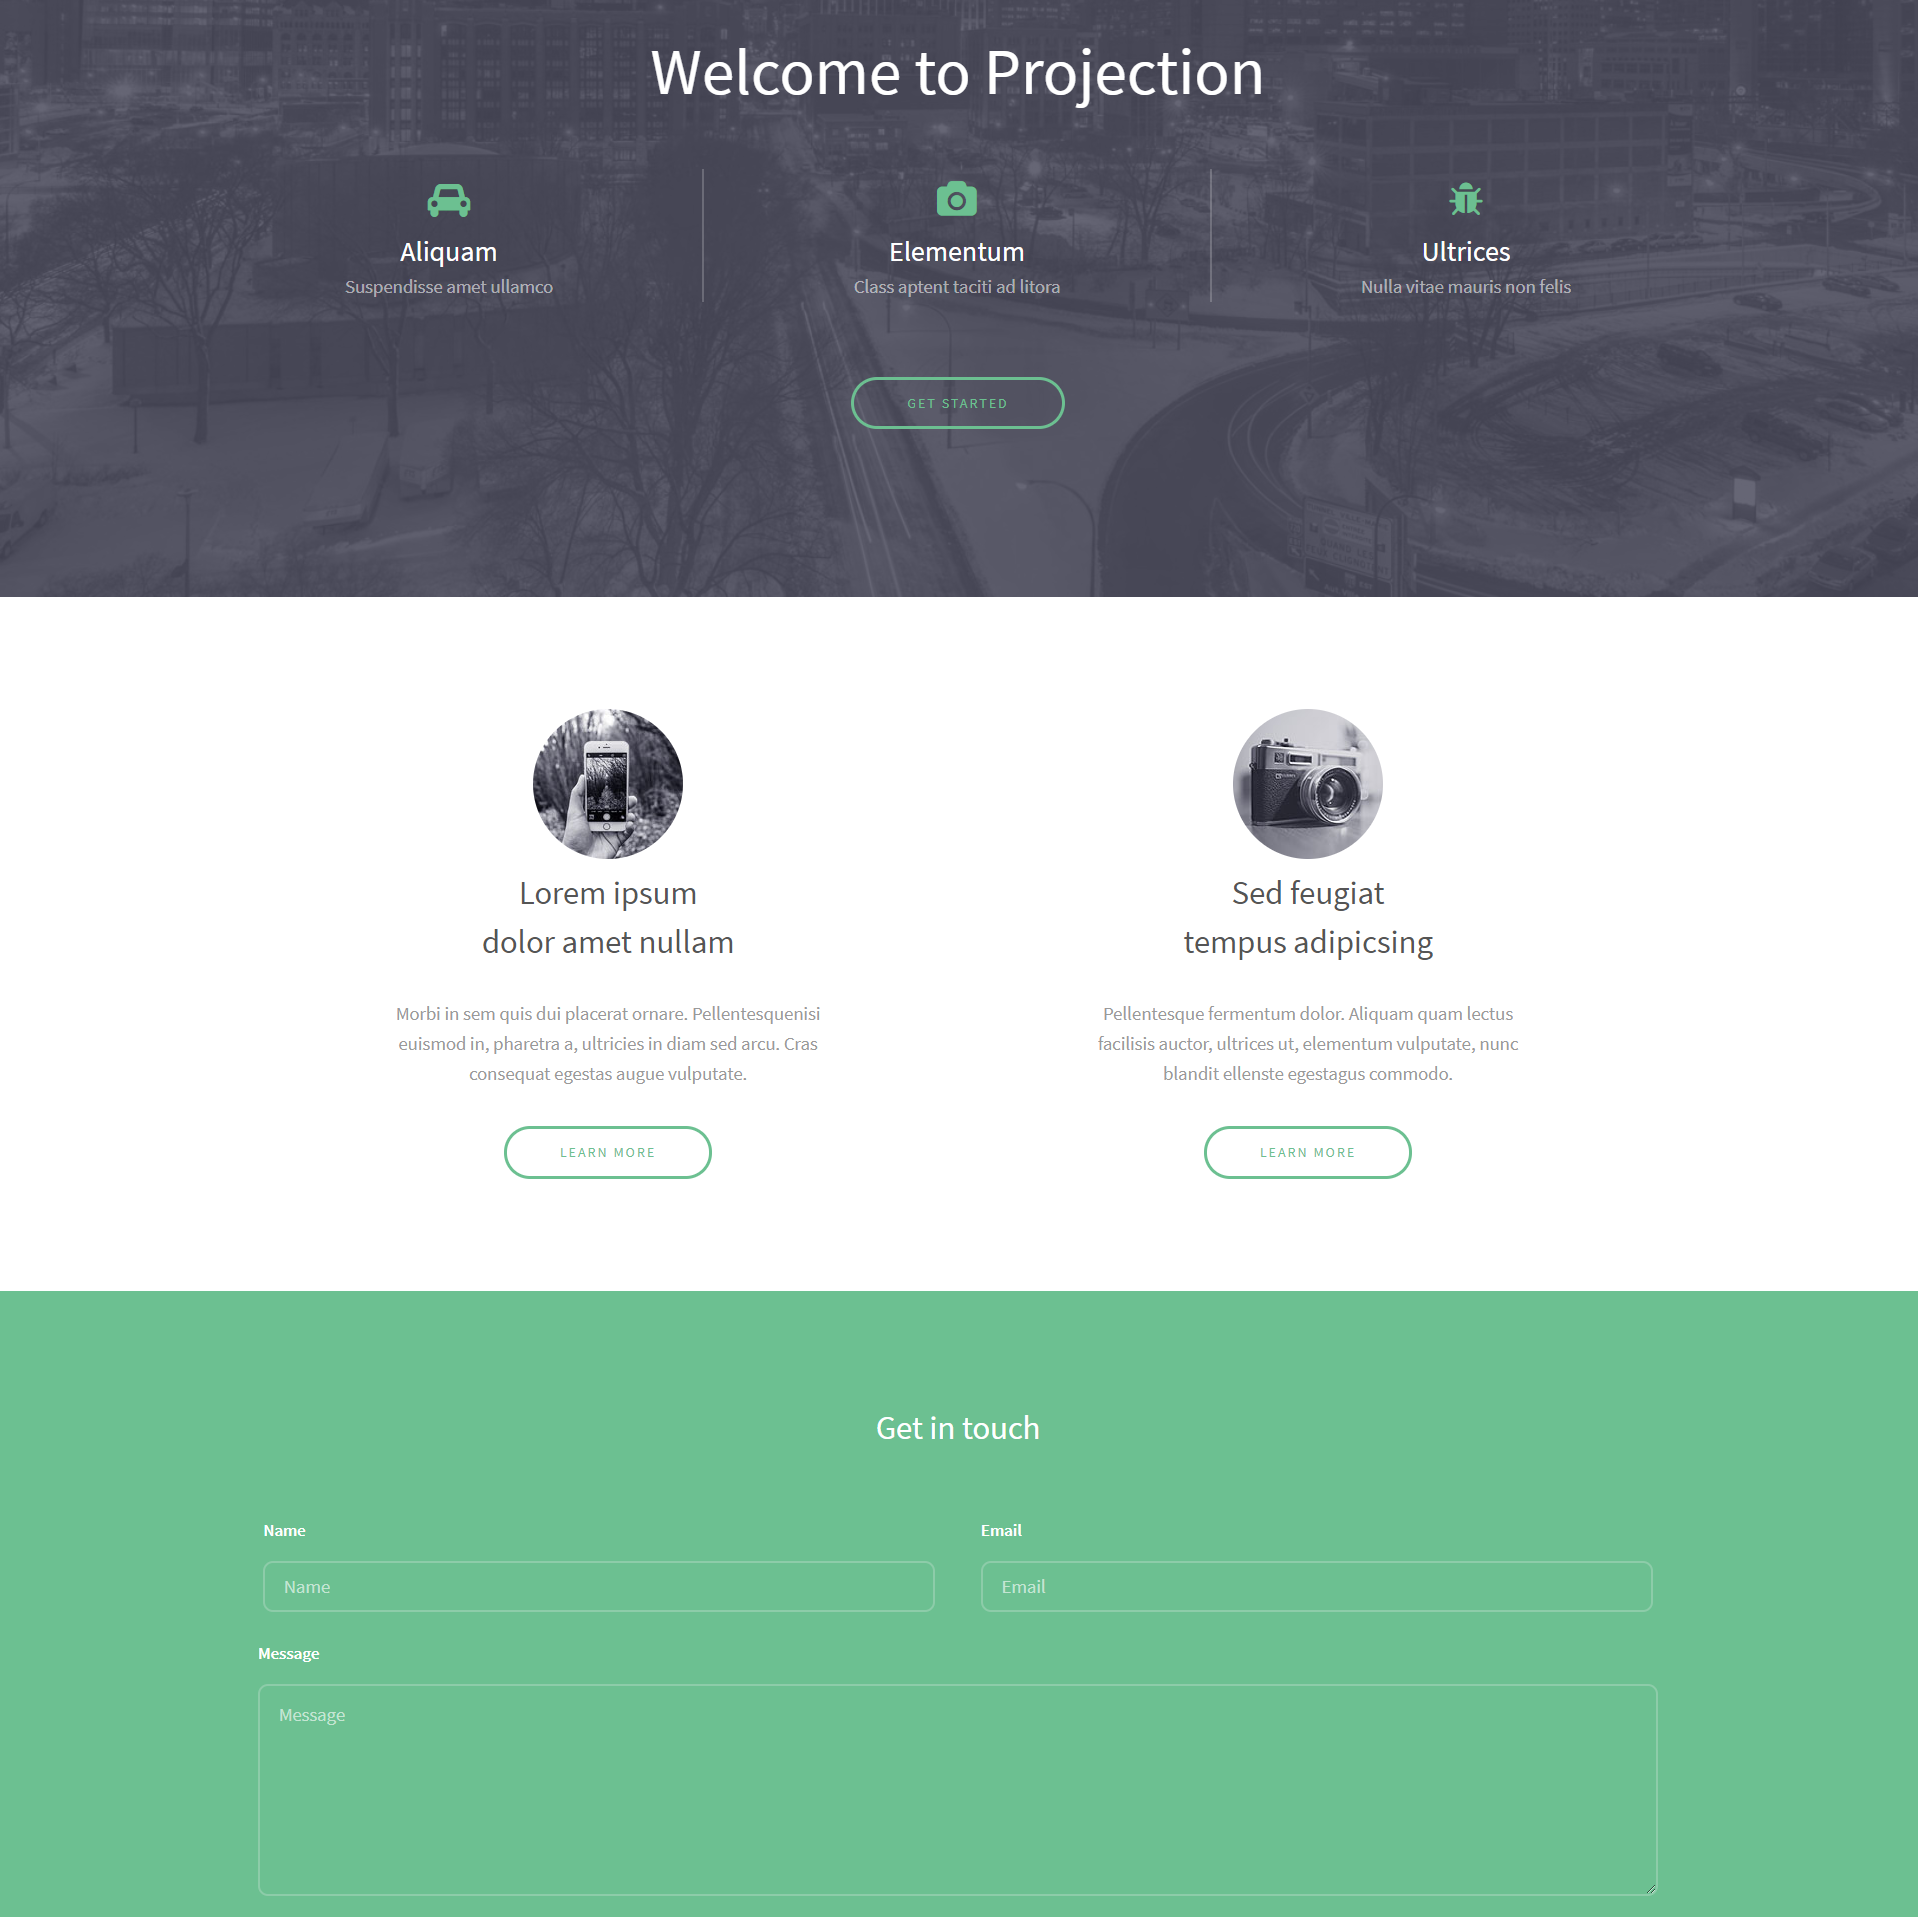 Welcome to Projection
Aliquam
Suspendisse amet ullamco
Elementum
Class aptent taciti ad litora
Ultrices
Nulla vitae mauris non felis
GET STARTED
Lorem ipsum
dolor amet nullam
Morbi in sem quis dui placerat ornare. Pellentesquenisi
euismod in, pharetra a, ultricies in diam sed arcu. Cras
consequat egestas augue vulputate.
LEARN MORE
Sed feugiat
tempus adipicsing
Pellentesque fermentum dolor. Aliquam quam lectus
facilisis auctor, ultrices ut, elementum vulputate, nunc
blandit ellenste egestagus commodo.
LEARN MORE
Get in touch
Name
Name
Email
Email
Message
Message